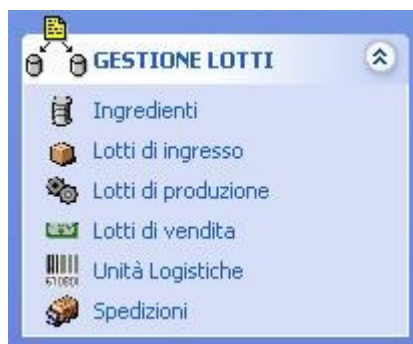 GESTIONE LOTTI
Ingredienti
Lotti di ingresso
Lotti di produzione
Lotti di vendita
Unità Logistiche
Spedizioni